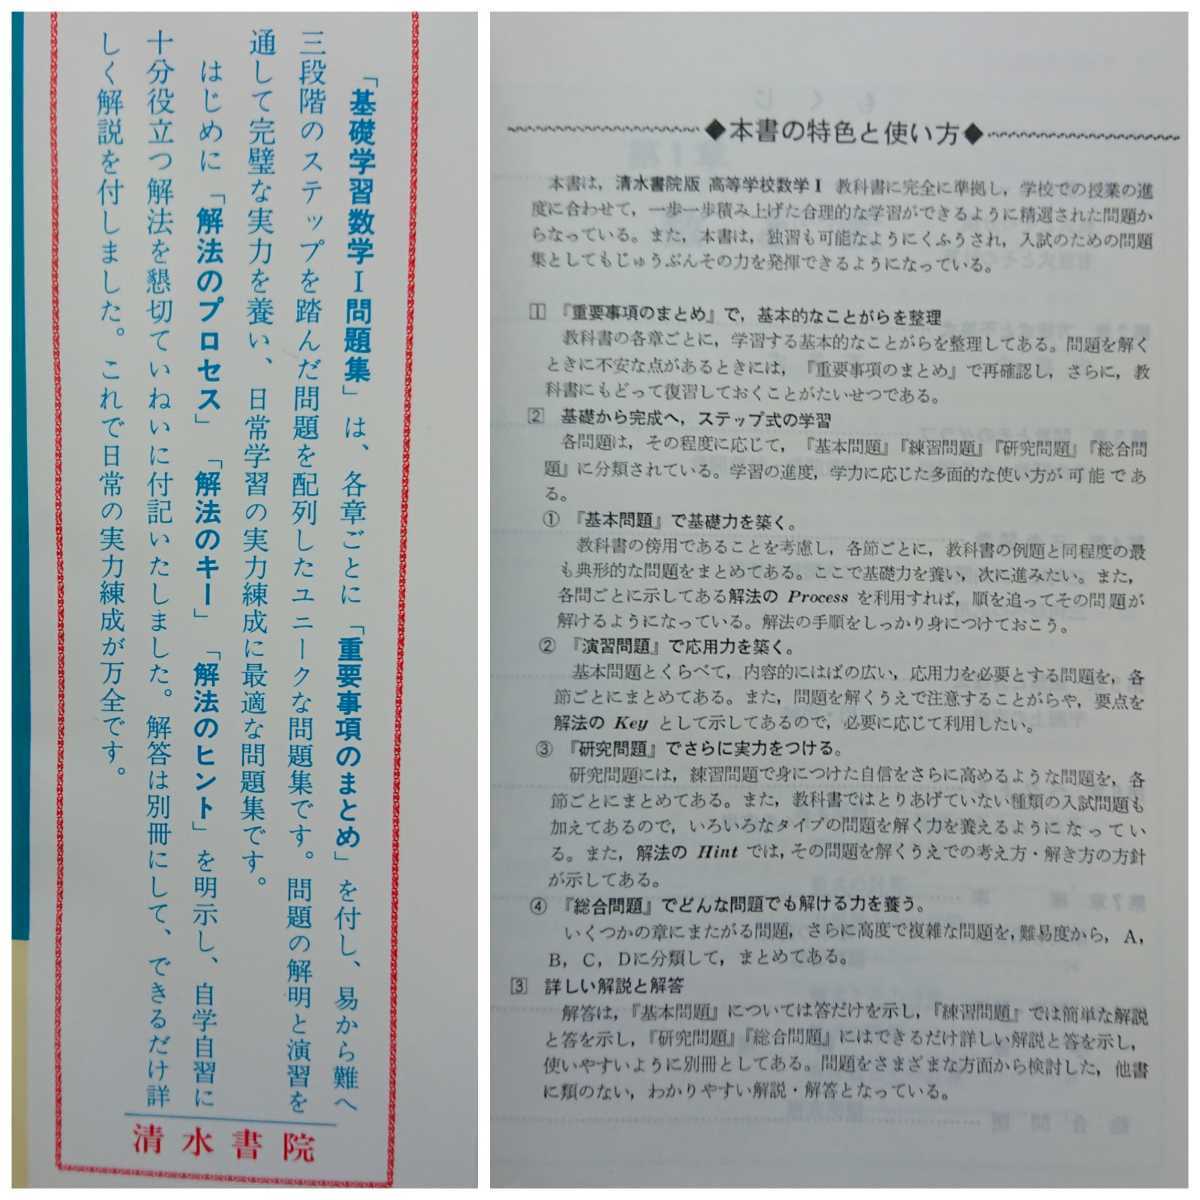 「基礎学習数学Ⅰ問題集」は、各章ごとに「重要事項のまとめ」を付し、易から難へ
三段階のステップを踏んだ問題を配列したユニークな問題集です。問題の解明と演習を
通して完璧な実力を養い、日常学習の実力練成に最適な問題集です。
はじめに「解法のプロセス」「解法のキー」「解法のヒント」を明示し、自学自習に
十分役立つ解法を懇切ていねいに付記いたしました。解答は別冊にして、できるだけ詳
しく解説を付しました。これで日常の実力練成が万全です。
清水書院
◆本書の特色と使い方◆
本書は，清水書院版 高等学校数学Ⅰ 教科書に完全に準拠し，学校での授業の進
度に合わせて，一歩一歩積み上げた合理的な学習ができるように精選された問題か
らなっている。また，本書は，独習も可能なようにくふうされ，入試のための問題
集としてもじゅうぶんその力を発揮できるようになっている。
1 『重要事項のまとめ』で，基本的なことがらを整理
教科書の各章ごとに，学習する基本的なことがらを整理してある。問題を解く
ときに不安な点があるときには，『重要事項のまとめ』で再確認し，さらに，教
科書にもどって復習しておくことがたいせつである。
2 基礎から完成へ，ステップ式の学習
各問題は，その程度に応じて，『基本問題』『練習問題』『研究問題』『総合問
題』に分類されている。学習の進度，学力に応じた多面的な使い方が可能であ
る。
① 『基本問題』で基礎力を築く。
教科書の傍用であることを考慮し，各節ごとに，教科書の例題と同程度の最
も典形的な問題をまとめてある。ここで基礎力を養い，次に進みたい。また，
各問ごとに示してある解法の Process を利用すれば，順を追ってその問題が
解けるようになっている。解法の手順をしっかり身につけておこう。
② 『演習問題』で応用力を築く。
基本問題とくらべて，内容的にはばの広い，応用力を必要とする問題を，各
節ごとにまとめてある。また，問題を解くうえで注意することがらや，要点を
解法の Key として示してあるので，必要に応じて利用したい。
③ 『研究問題』でさらに実力をつける。
研究問題には，練習問題で身につけた自信をさらに高めるような問題を，各
節ごとにまとめてある。また，教科書ではとりあげていない種類の入試問題も
加えてあるので，いろいろなタイプの問題を解く力を養えるようになってい
る。また，解法の Hint では，その問題を解くうえでの考え方・解き方の方針
が示してある。
④ 『総合問題』でどんな問題でも解ける力を養う。
いくつかの章にまたがる問題，さらに高度で複雑な問題を，難易度から，A，
B，C，Dに分類して，まとめてある。
3 詳しい解説と解答
解答は，『基本問題』については答だけを示し，『練習問題』では簡単な解説
と答を示し，『研究問題』『総合問題』にはできるだけ詳しい解説と答を示し，
使いやすいように別冊としてある。問題をさまざまな方面から検討した，他書
に類のない，わかりやすい解説・解答となっている。